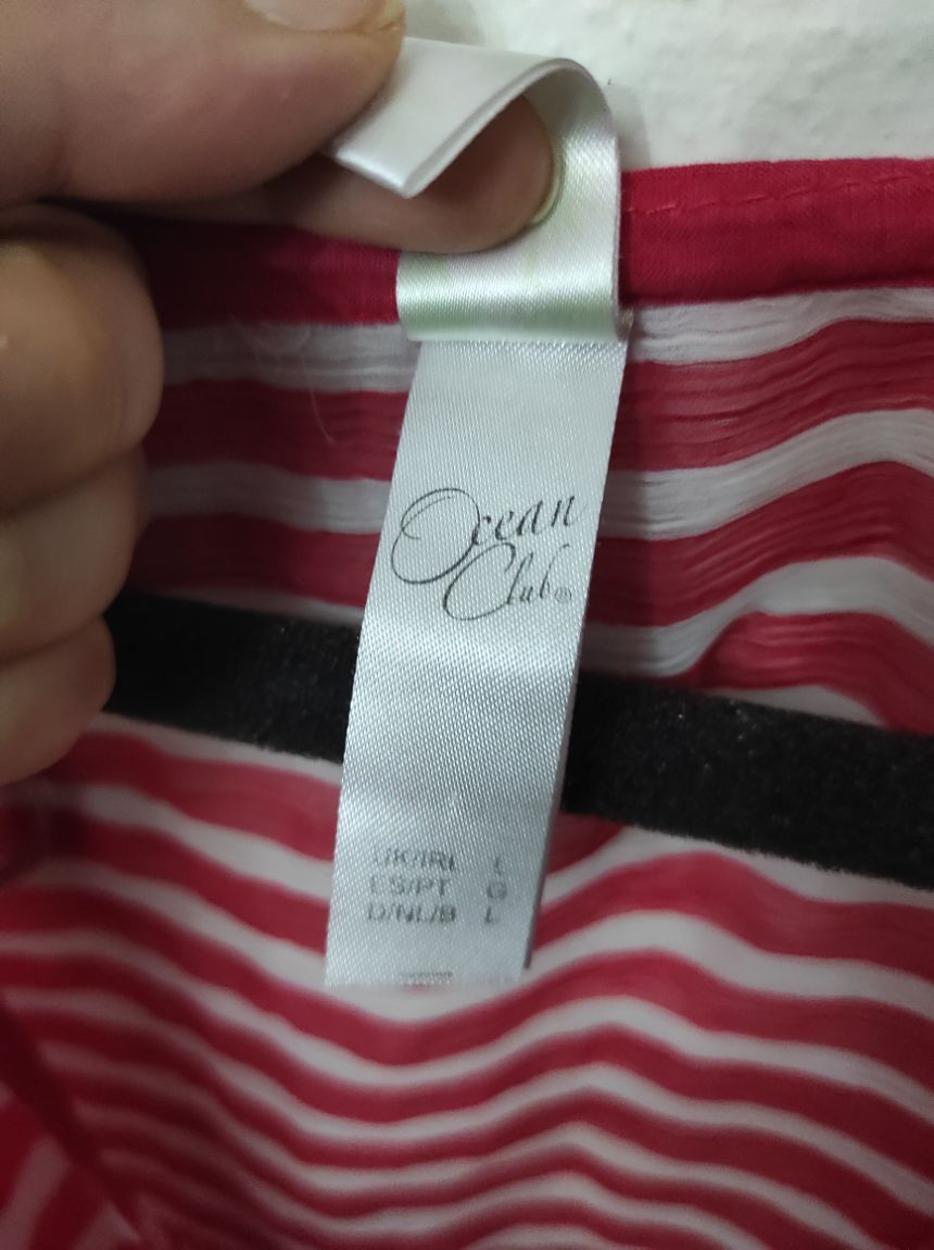 Ocean
Club®
UK/IRL L
ES/PT G
D/NL/B L